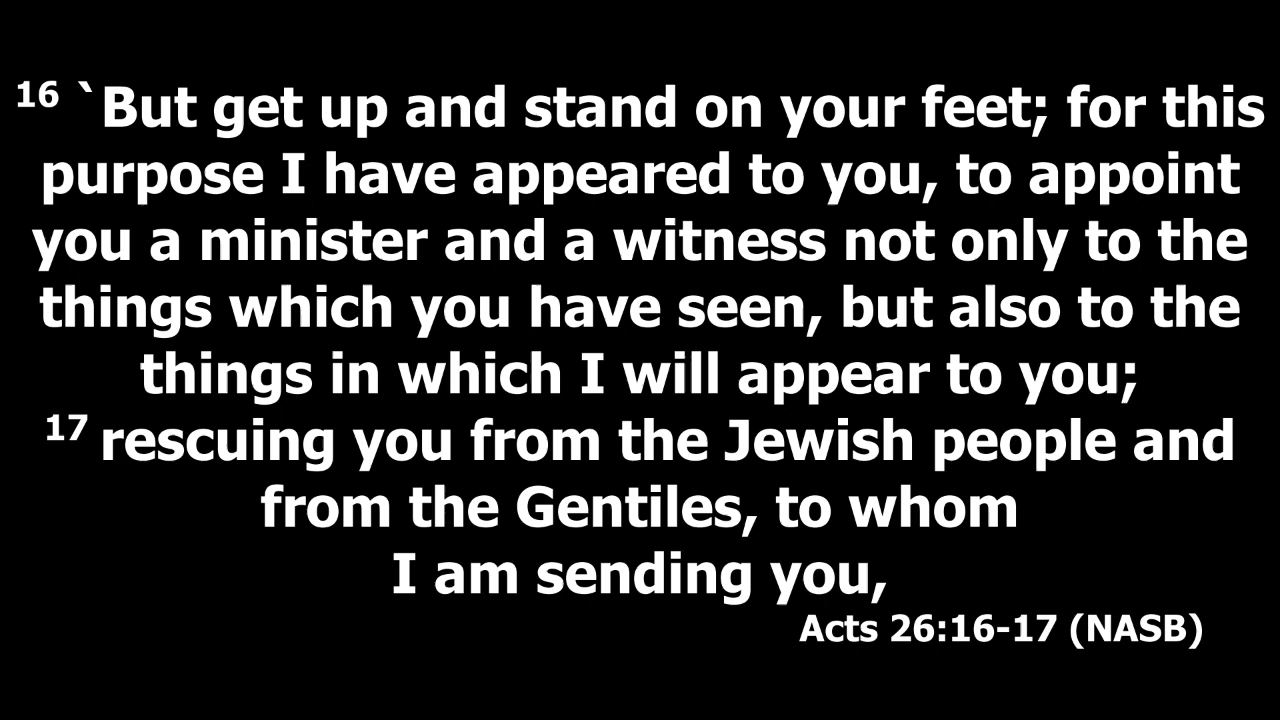 16 `But get up and stand on your feet; for this
purpose I have appeared to you, to appoint
you a minister and a witness not only to the
things which you have seen, but also to the
things in which I will appear to you;
17 rescuing you from the Jewish people and
from the Gentiles, to whom
I am sending you,
Acts 26:16-17 (NASB)